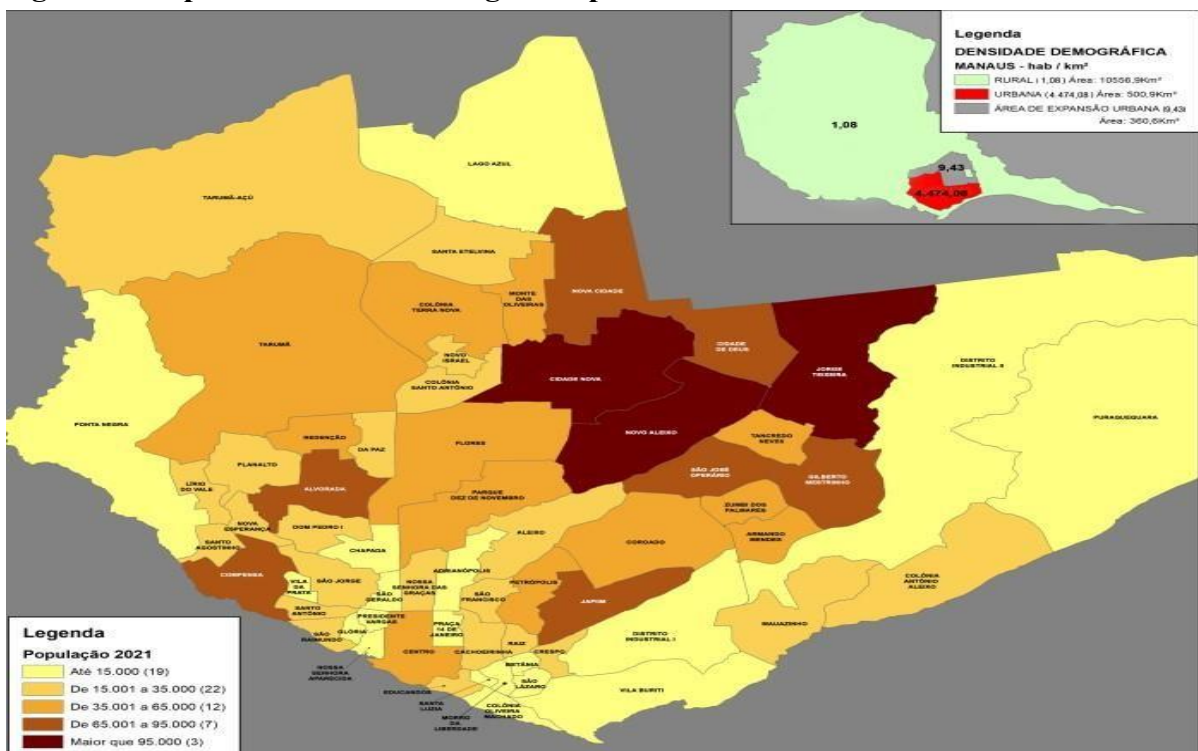 Legenda
DENSIDADE DEMOGRÁFICA
MANAUS - hab / km²
RURAL ( 1,08 ) Área: 10556,9Km²
URBANA (4.474,08) Área: 500,9Km²
ÁREA DE EXPANSÃO URBANA (9,43)
Área: 360,6Km²
1,08
9,43
4.474,08
LAGO AZUL
TARUMÃ-AÇÚ
SANTA ETELVINA
NOVA CIDADE
MONTE
DAS
OLIVEIRAS
COLÔNIA
TERRA NOVA
TARUMÃ
CIDADE
DE DEUS
NOVO
ISRAEL
JORGE
TEIXEIRA
DISTRITO
INDUSTRIAL II
COLÔNIA
SANTO ANTÔNIO
CIDADE NOVA
PURAQUEQUARA
PONTA NEGRA
NOVO ALEIXO
REDENÇÃO
FLORES
TANCREDO
NEVES
DA PAZ
PLANALTO
SÃO JOSÉ
OPERÁRIO
GILBERTO
MESTRINHO
LÍRIO
DO VALE
ALVORADA
PARQUE
DEZ DE NOVEMBRO
ZUMBI DOS
PALMARES
NOVA
ESPERANÇA
DOM PEDRO I
ALEIXO
SANTO
AGOSTINHO
COROADO
ARMANDO
MENDES
CHAPADA
COMPENSA
ADRIANÓPOLIS
COLÔNIA
ANTÔNIO
ALEIXO
VILA
DA
PRATA
SÃO JORGE
SÃO
GERALDO
NOSSA
SENHORA DAS
GRAÇAS
SÃO
FRANCISCO
PETRÓPOLIS
JAPIIM
SANTO
ANTÔNIO
PRESIDENTE
VARGAS
PRAÇA
14 DE
JANEIRO
MAUAZINHO
GLÓRIA
SÃO
RAIMUNDO
DISTRITO
INDUSTRIAL I
RAIZ
CENTRO
CACHOEIRINHA
CRESPO
NOSSA
SENHORA
APARECIDA
BETÂNIA
SÃO
LÁZARO
EDUCANDOS
VILA BURITI
SANTA
LUZIA
COLÔNIA
OLIVEIRA
MACHADO
MORRO
DA
LIBERDADE
Legenda
População 2021
Até 15.000 (19)
De 15.001 a 35.000 (22)
De 35.001 a 65.000 (12)
De 65.001 a 95.000 (7)
Maior que 95.000 (3)